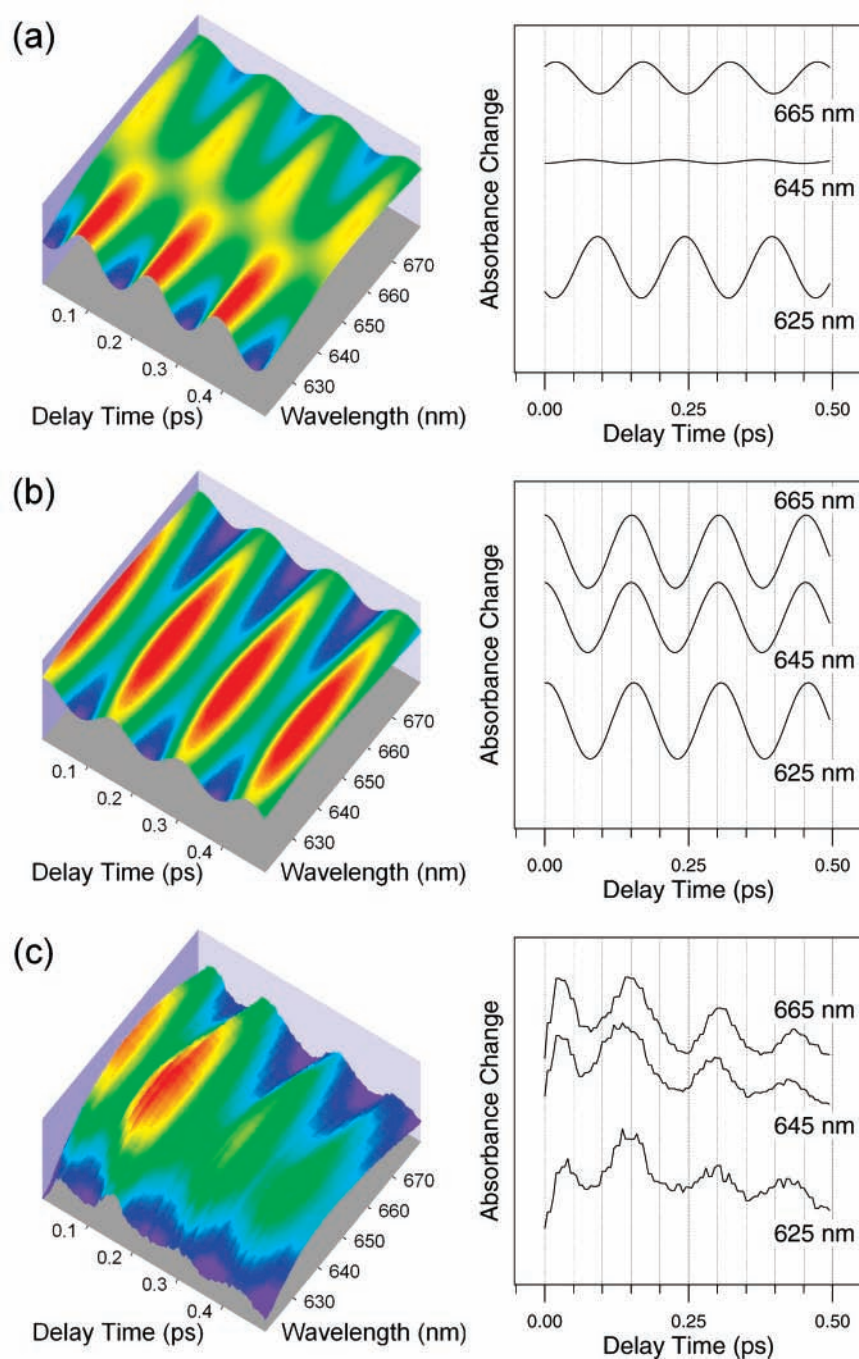 (a)
670
660
650
640
630
0.1
0.2
0.3
0.4
Delay Time (ps)
Wavelength (nm)
Absorbance Change
665 nm
645 nm
625 nm
0.00
0.25
0.50
Delay Time (ps)
(b)
670
660
650
640
630
0.1
0.2
0.3
0.4
Delay Time (ps)
Wavelength (nm)
Absorbance Change
665 nm
645 nm
625 nm
0.00
0.25
0.50
Delay Time (ps)
(c)
670
660
650
640
630
0.1
0.2
0.3
0.4
Delay Time (ps)
Wavelength (nm)
Absorbance Change
665 nm
645 nm
625 nm
0.00
0.25
0.50
Delay Time (ps)